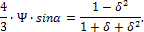 4/3 · Ψ · sinα = (1 − δ²)/(1 + δ + δ²).